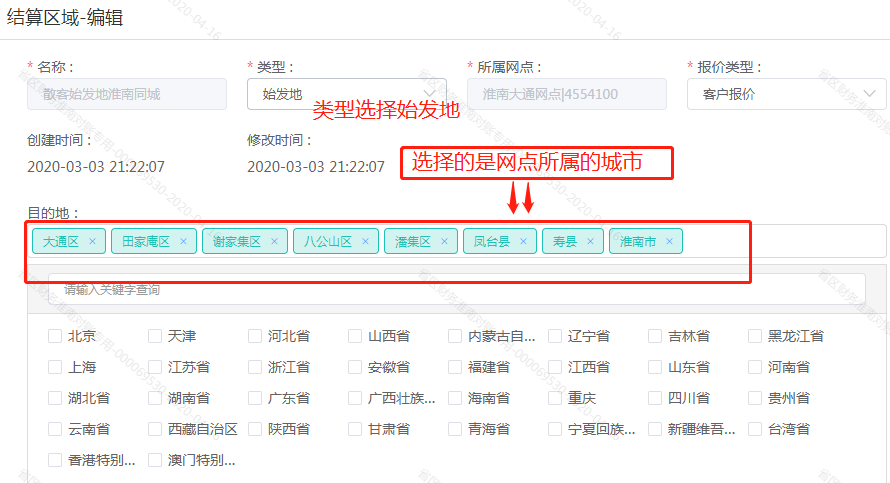 结算区域-编辑
* 名称： * 类型： * 所属网点： * 报价类型：
散客始发地淮南同城 始发地 淮南大通网点|4554100 客户报价
类型选择始发地
创建时间： 修改时间：
2020-03-03 21:22:07 2020-03-03 21:22:07
选择的是网点所属的城市
目的地：
大通区 × 田家庵区 × 谢家集区 × 八公山区 × 潘集区 × 凤台县 × 寿县 × 淮南市 ×
请输入关键字查询
北京 天津 河北省 山西省 内蒙古自... 辽宁省 吉林省 黑龙江省
上海 江苏省 浙江省 安徽省 福建省 江西省 山东省 河南省
湖北省 湖南省 广东省 广西壮族... 海南省 重庆 四川省 贵州省
云南省 西藏自治区 陕西省 甘肃省 青海省 宁夏回族... 新疆维吾... 台湾省
香港特别... 澳门特别...